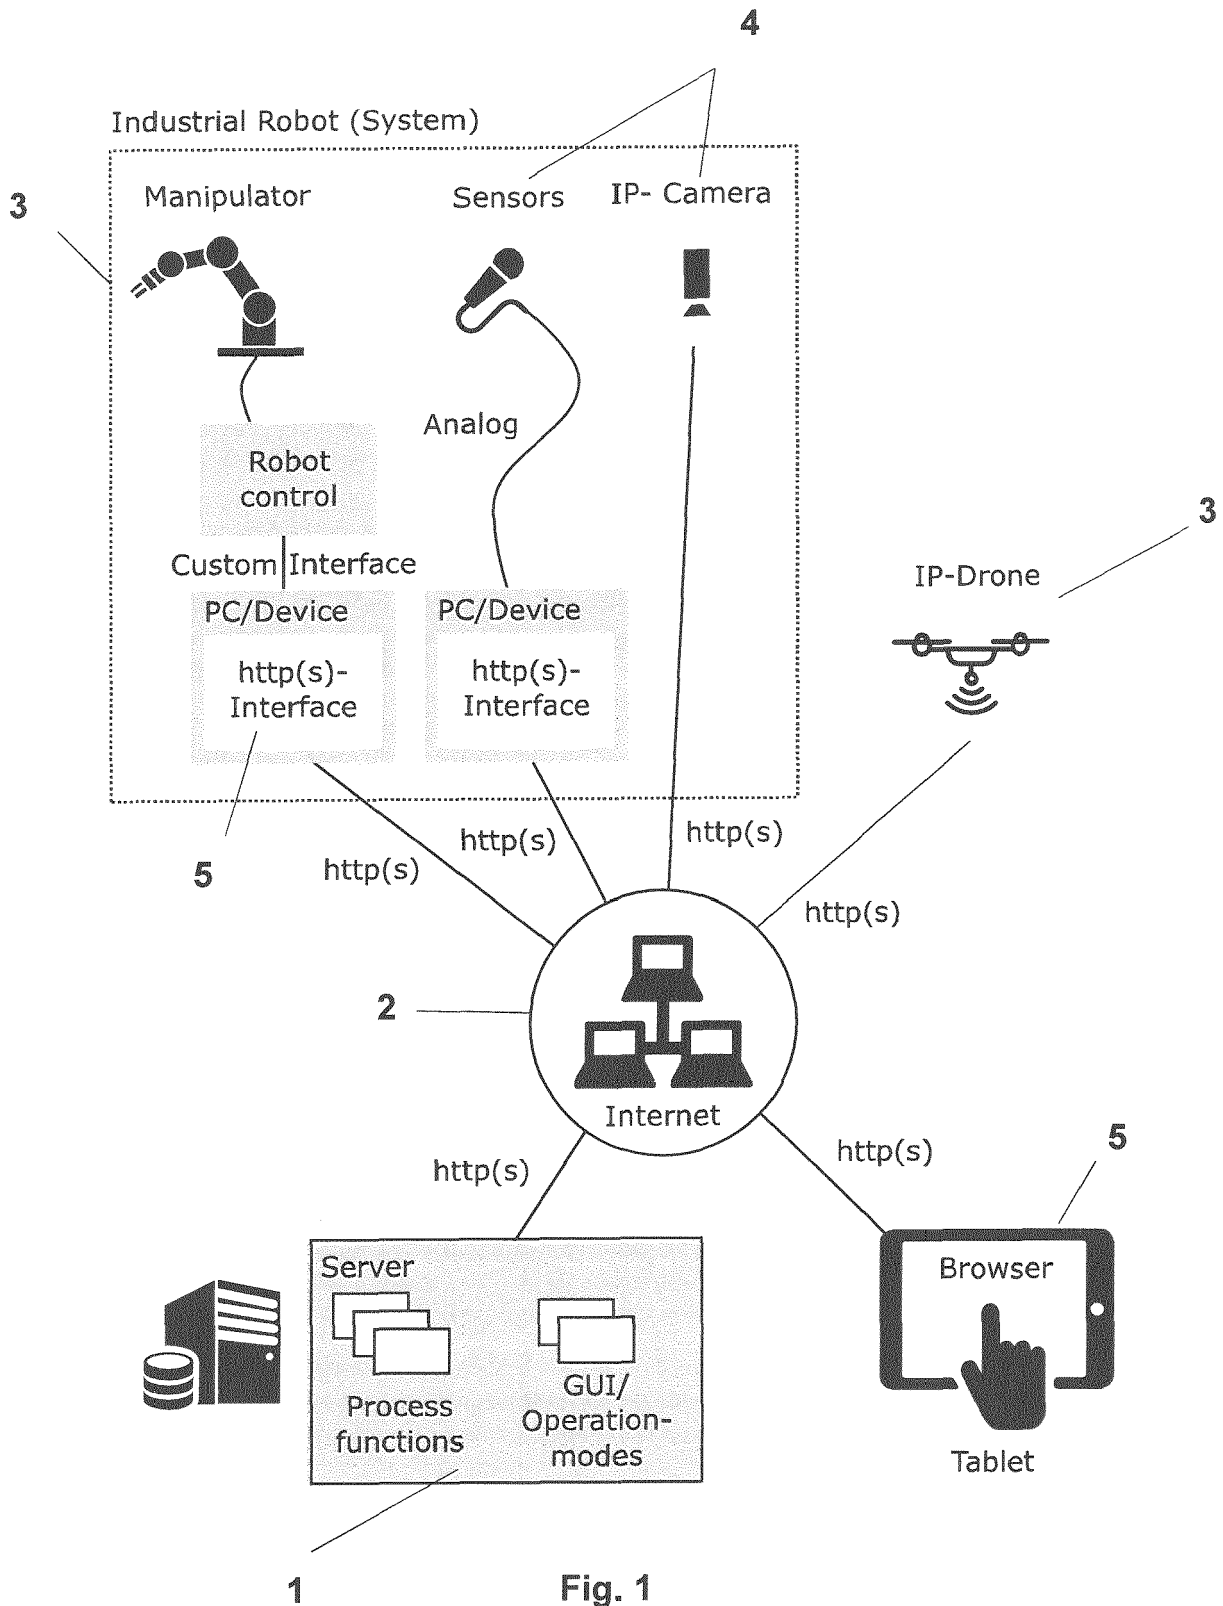 4
Industrial Robot (System)
3
Manipulator
Sensors
IP- Camera
Analog
Robot
control
3
Custom Interface
IP-Drone
PC/Device
PC/Device
http(s)-
Interface
http(s)-
Interface
5
http(s)
http(s)
http(s)
http(s)
2
Internet
http(s)
http(s)
5
Server
Browser
Process
functions
GUI/
Operation-
modes
Tablet
1
Fig. 1